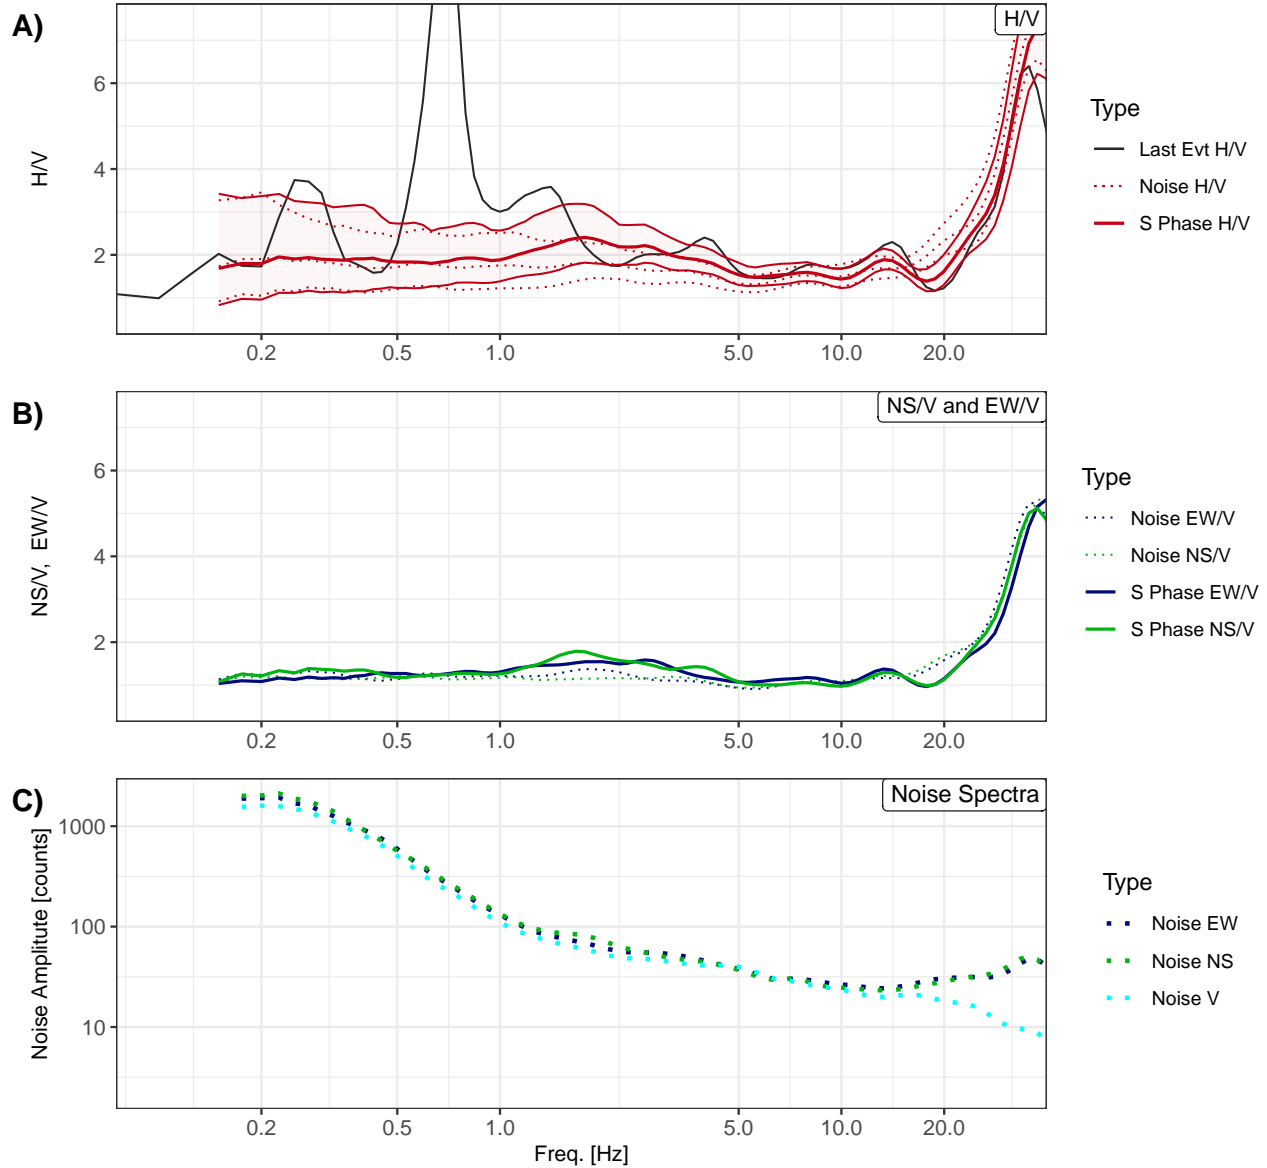 A)
H/V
H/V
6
4
2
0.2 0.5 1.0 5.0 10.0 20.0
Type
Last Evt H/V
Noise H/V
S Phase H/V
B)
NS/V and EW/V
NS/V,  EW/V
6
4
2
0.2 0.5 1.0 5.0 10.0 20.0
Type
Noise EW/V
Noise NS/V
S Phase EW/V
S Phase NS/V
C)
Noise Spectra
Noise Amplitute [counts]
1000
100
10
0.2 0.5 1.0 5.0 10.0 20.0
Freq. [Hz]
Type
Noise EW
Noise NS
Noise V